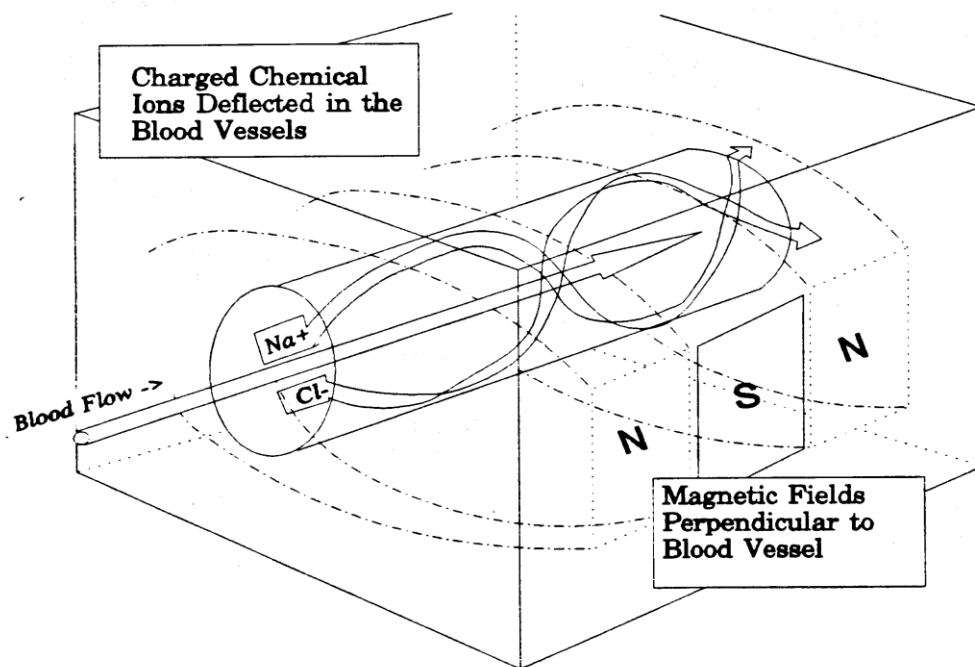 Charged Chemical
Ions Deflected in the
Blood Vessels
Na+
Cl-
Blood Flow ->
N
S
N
Magnetic Fields
Perpendicular to
Blood Vessel